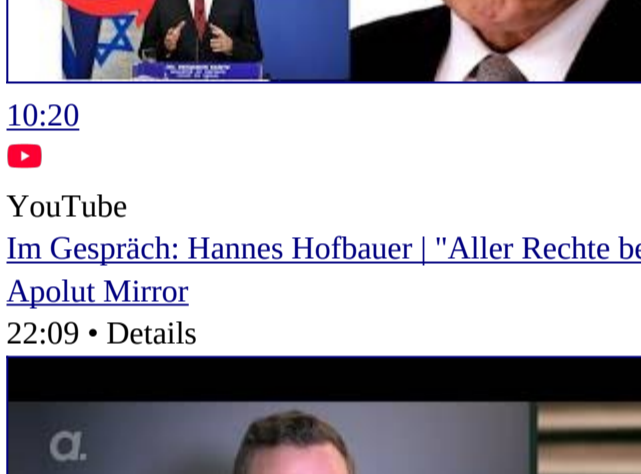 10:20
YouTube
Im Gespräch: Hannes Hofbauer | "Aller Rechte be
Apolut Mirror
22:09 • Details
a.